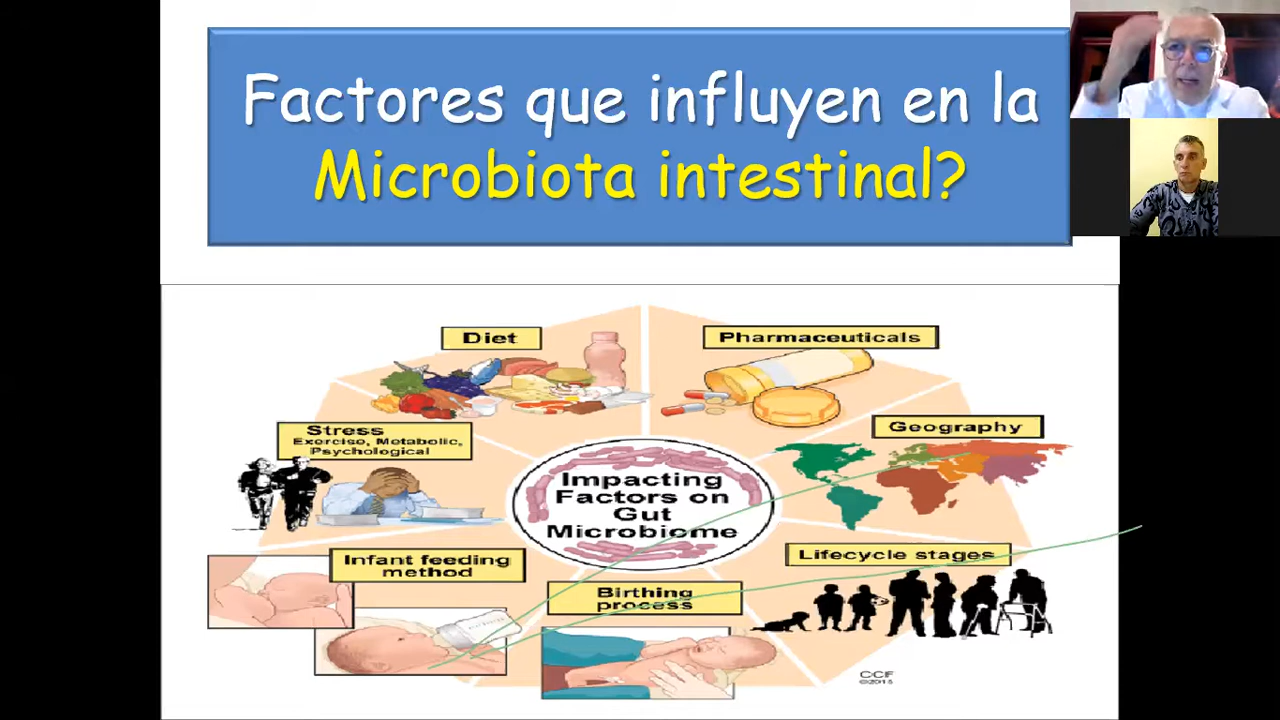 Factores que influyen en la
Microbiota intestinal?
Diet
Pharmaceuticals
Stress
Exercise, Metabolic,
Psychological
Geography
Impacting
Factors on
Gut
Microbiome
Infant feeding
method
Birthing
process
Lifecycle stages
CCF
©2015